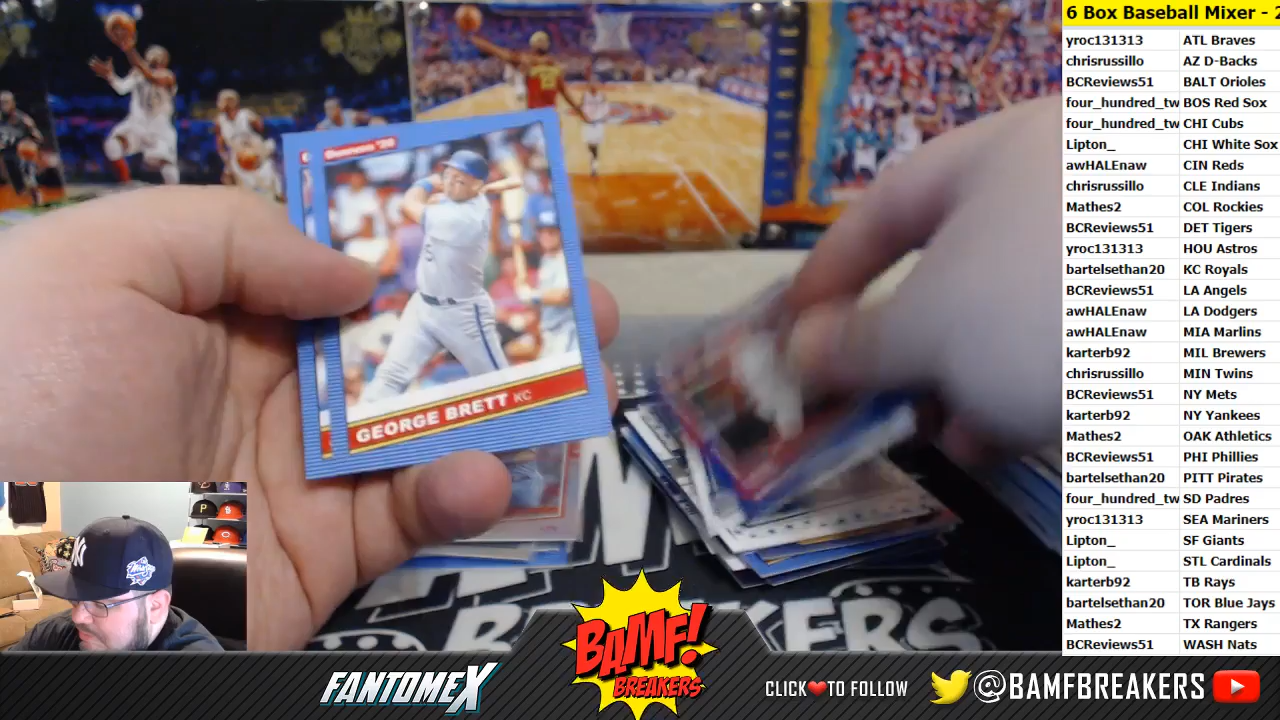 6 Box Baseball Mixer - 2
yroc131313 ATL Braves
chrisrussillo AZ D-Backs
BCReviews51 BALT Orioles
four_hundred_tw BOS Red Sox
four_hundred_tw CHI Cubs
Lipton_ CHI White Sox
awHALEnaw CIN Reds
chrisrussillo CLE Indians
Mathes2 COL Rockies
BCReviews51 DET Tigers
yroc131313 HOU Astros
bartelsethan20 KC Royals
BCReviews51 LA Angels
awHALEnaw LA Dodgers
awHALEnaw MIA Marlins
karterb92 MIL Brewers
chrisrussillo MIN Twins
BCReviews51 NY Mets
karterb92 NY Yankees
Mathes2 OAK Athletics
BCReviews51 PHI Phillies
bartelsethan20 PITT Pirates
four_hundred_tw SD Padres
yroc131313 SEA Mariners
Lipton_ SF Giants
Lipton_ STL Cardinals
karterb92 TB Rays
bartelsethan20 TOR Blue Jays
Mathes2 TX Rangers
BCReviews51 WASH Nats
GEORGE BRETT KC
BREAKERS
FANTOMEX
BAMF!
BREAKERS
CLICK❤TO FOLLOW
@BAMFBREAKERS